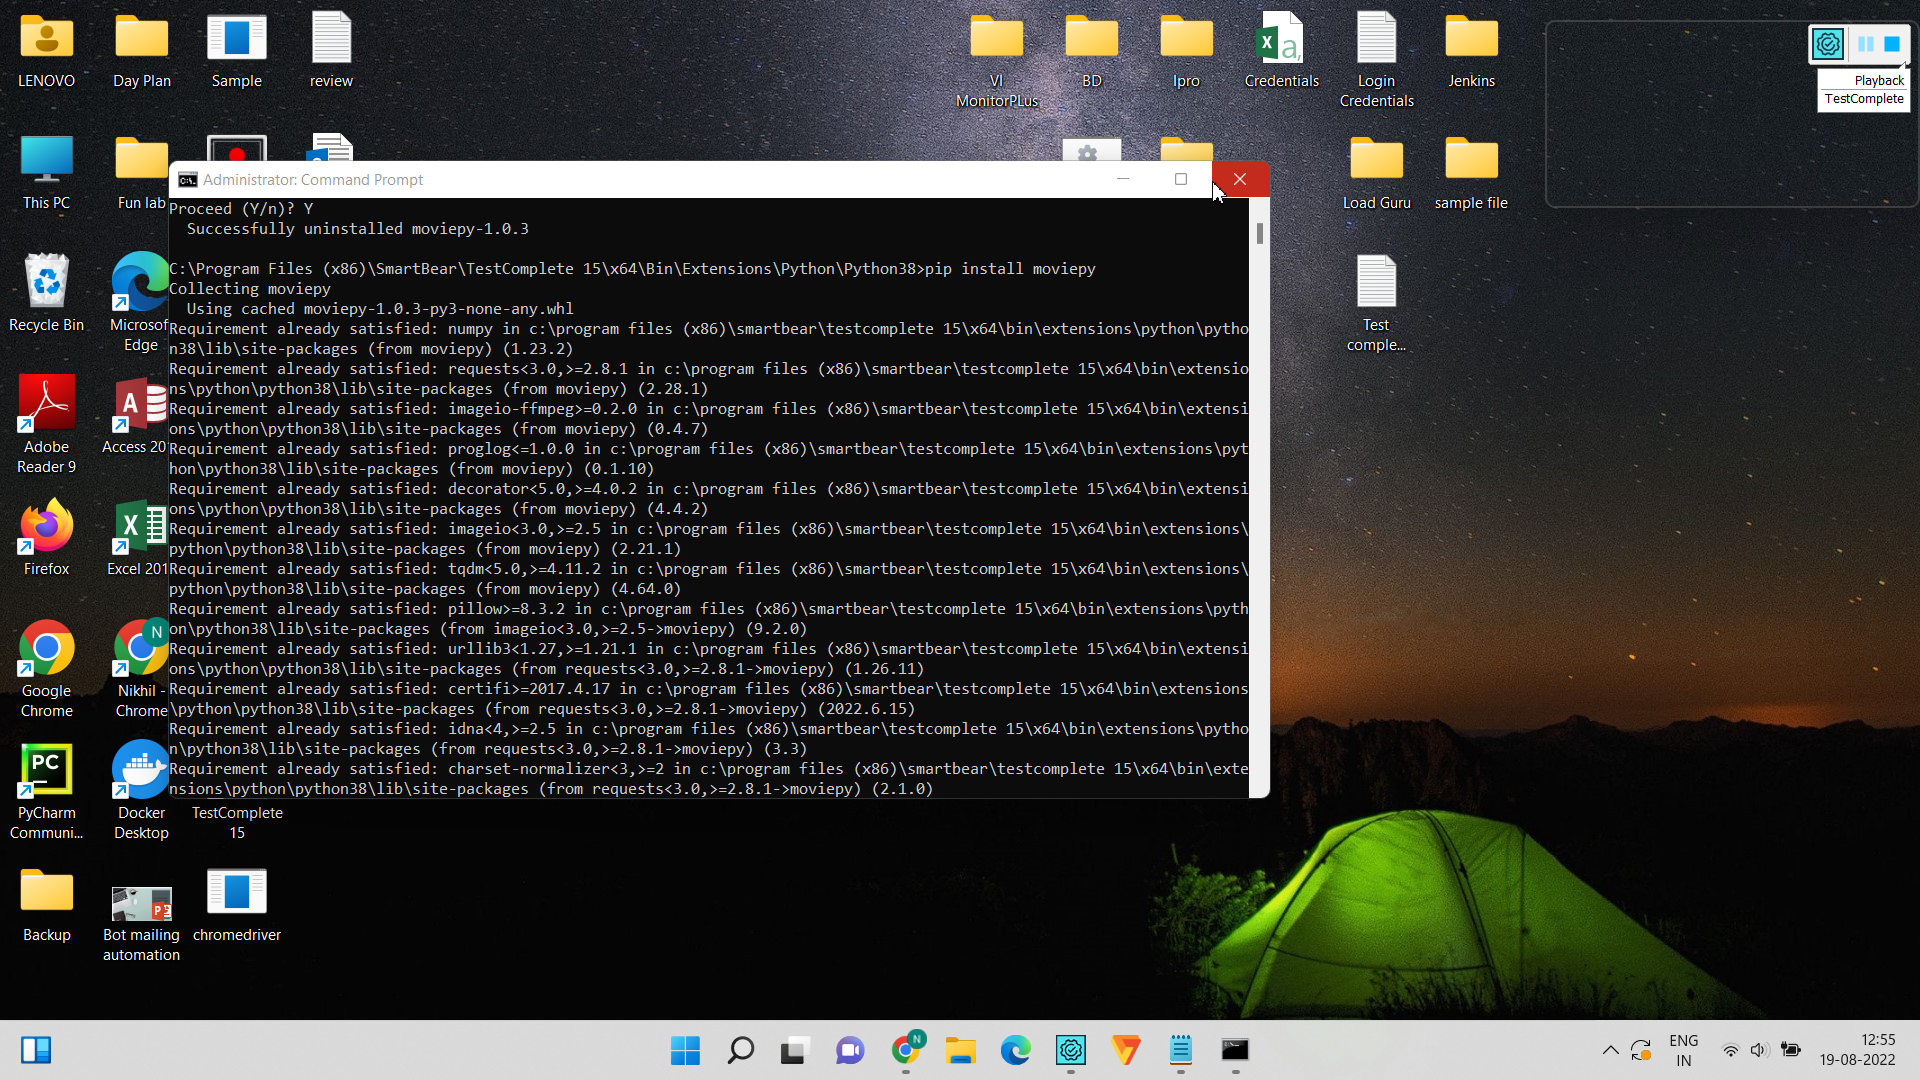 LENOVO
Day Plan
Sample
review
VI
MonitorPLus
BD
Ipro
Credentials
Login
Credentials
Jenkins
Playback
TestComplete
This PC
Fun lab
Load Guru
sample file
Administrator: Command Prompt
Proceed (Y/n)? Y
  Successfully uninstalled moviepy-1.0.3
C:\Program Files (x86)\SmartBear\TestComplete 15\x64\Bin\Extensions\Python\Python38>pip install moviepy
Collecting moviepy
  Using cached moviepy-1.0.3-py3-none-any.whl
Requirement already satisfied: numpy in c:\program files (x86)\smartbear\testcomplete 15\x64\bin\extensions\python\pytho
n38\lib\site-packages (from moviepy) (1.23.2)
Requirement already satisfied: requests<3.0,>=2.8.1 in c:\program files (x86)\smartbear\testcomplete 15\x64\bin\extensio
ns\python\python38\lib\site-packages (from moviepy) (2.28.1)
Requirement already satisfied: imageio-ffmpeg>=0.2.0 in c:\program files (x86)\smartbear\testcomplete 15\x64\bin\extensi
ons\python\python38\lib\site-packages (from moviepy) (0.4.7)
Requirement already satisfied: proglog<=1.0.0 in c:\program files (x86)\smartbear\testcomplete 15\x64\bin\extensions\pyt
hon\python38\lib\site-packages (from moviepy) (0.1.10)
Requirement already satisfied: decorator<5.0,>=4.0.2 in c:\program files (x86)\smartbear\testcomplete 15\x64\bin\extensi
ons\python\python38\lib\site-packages (from moviepy) (4.4.2)
Requirement already satisfied: imageio<3.0,>=2.5 in c:\program files (x86)\smartbear\testcomplete 15\x64\bin\extensions\
python\python38\lib\site-packages (from moviepy) (2.21.1)
Requirement already satisfied: tqdm<5.0,>=4.11.2 in c:\program files (x86)\smartbear\testcomplete 15\x64\bin\extensions\
python\python38\lib\site-packages (from moviepy) (4.64.0)
Requirement already satisfied: pillow>=8.3.2 in c:\program files (x86)\smartbear\testcomplete 15\x64\bin\extensions\pyth
on\python38\lib\site-packages (from imageio<3.0,>=2.5->moviepy) (9.2.0)
Requirement already satisfied: urllib3<1.27,>=1.21.1 in c:\program files (x86)\smartbear\testcomplete 15\x64\bin\extensi
ons\python\python38\lib\site-packages (from requests<3.0,>=2.8.1->moviepy) (1.26.11)
Requirement already satisfied: certifi>=2017.4.17 in c:\program files (x86)\smartbear\testcomplete 15\x64\bin\extensions
\python\python38\lib\site-packages (from requests<3.0,>=2.8.1->moviepy) (2022.6.15)
Requirement already satisfied: idna<4,>=2.5 in c:\program files (x86)\smartbear\testcomplete 15\x64\bin\extensions\pytho
n\python38\lib\site-packages (from requests<3.0,>=2.8.1->moviepy) (3.3)
Requirement already satisfied: charset-normalizer<3,>=2 in c:\program files (x86)\smartbear\testcomplete 15\x64\bin\exte
nsions\python\python38\lib\site-packages (from requests<3.0,>=2.8.1->moviepy) (2.1.0)
Recycle Bin
Microsof
Edge
Test
comple...
Adobe
Reader 9
Access 20
Firefox
Excel 201
Google
Chrome
Nikhil -
Chrome
PyCharm
Communi...
Docker
Desktop
TestComplete
15
Backup
Bot mailing
automation
chromedriver
ENG
IN
12:55
19-08-2022